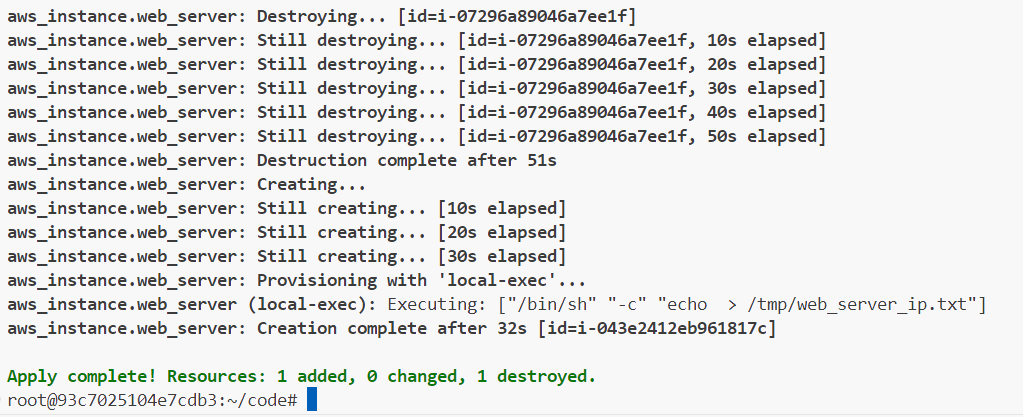 aws_instance.web_server: Destroying... [id=i-07296a89046a7ee1f]
aws_instance.web_server: Still destroying... [id=i-07296a89046a7ee1f, 10s elapsed]
aws_instance.web_server: Still destroying... [id=i-07296a89046a7ee1f, 20s elapsed]
aws_instance.web_server: Still destroying... [id=i-07296a89046a7ee1f, 30s elapsed]
aws_instance.web_server: Still destroying... [id=i-07296a89046a7ee1f, 40s elapsed]
aws_instance.web_server: Still destroying... [id=i-07296a89046a7ee1f, 50s elapsed]
aws_instance.web_server: Destruction complete after 51s
aws_instance.web_server: Creating...
aws_instance.web_server: Still creating... [10s elapsed]
aws_instance.web_server: Still creating... [20s elapsed]
aws_instance.web_server: Still creating... [30s elapsed]
aws_instance.web_server: Provisioning with 'local-exec'...
aws_instance.web_server (local-exec): Executing: ["/bin/sh" "-c" "echo  > /tmp/web_server_ip.txt"]
aws_instance.web_server: Creation complete after 32s [id=i-043e2412eb961817c]

Apply complete! Resources: 1 added, 0 changed, 1 destroyed.
root@93c7025104e7cdb3:~/code#